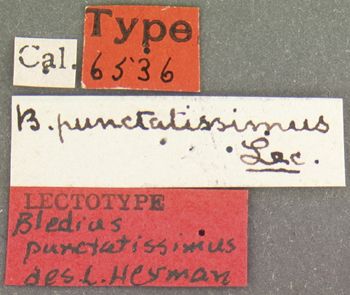 Type
6536
Cal.
B. punctatissimus
Lec.
LECTOTYPE
Bledius
punctatissimus
des. L. Herman